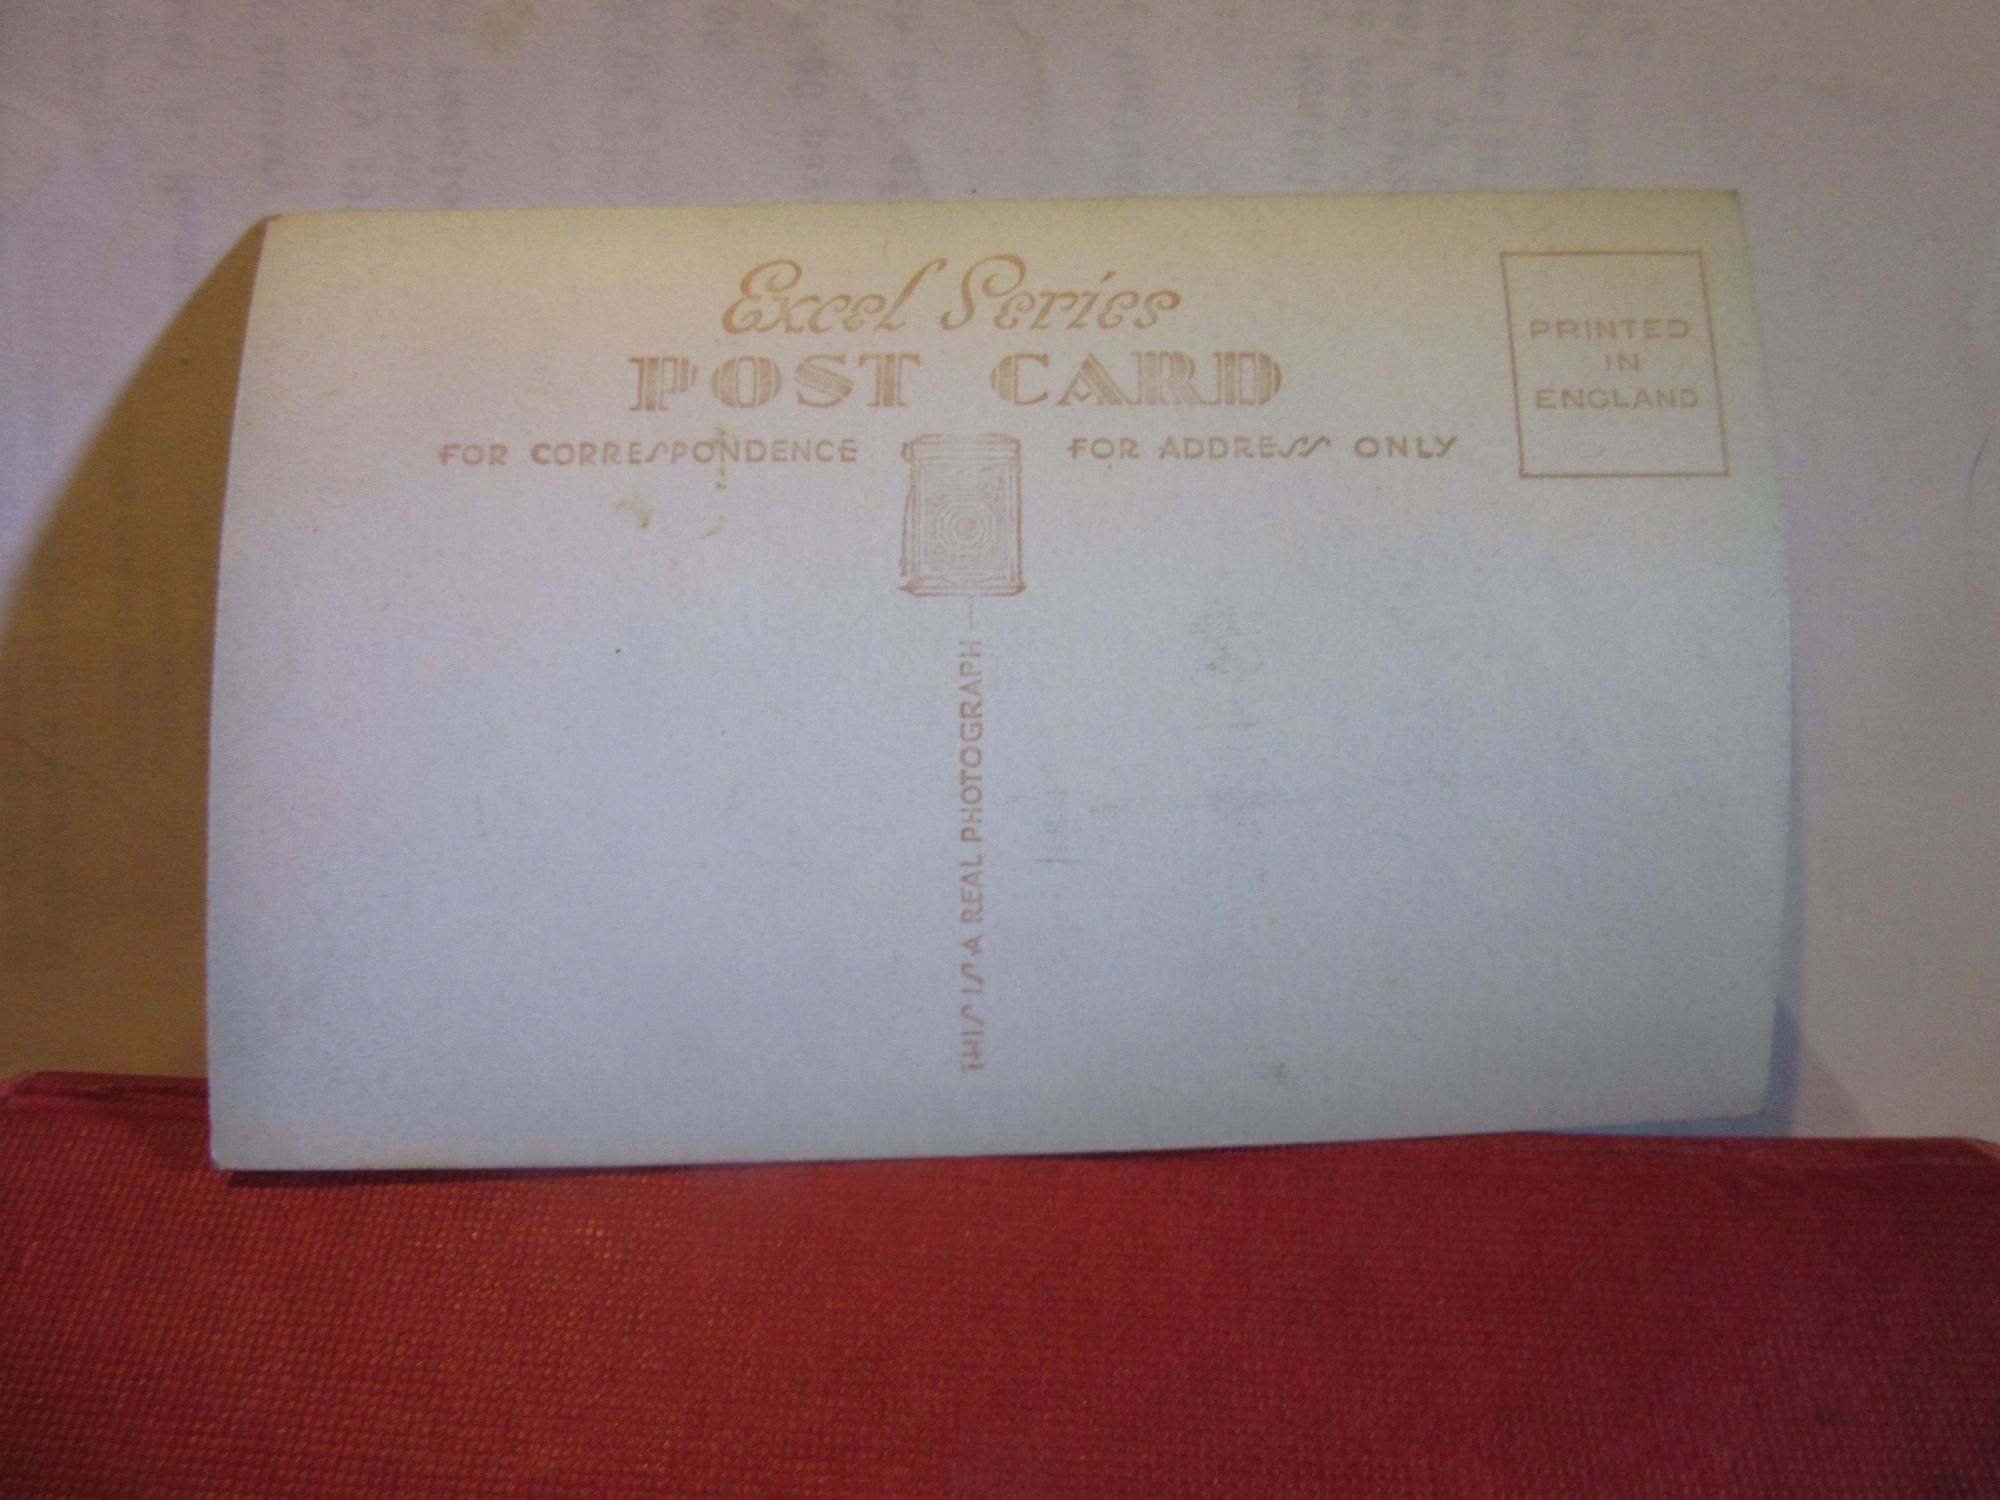 Excel Series
POST CARD
FOR CORRESPONDENCE
FOR ADDRESS ONLY
PRINTED
IN
ENGLAND
THIS IS A REAL PHOTOGRAPH